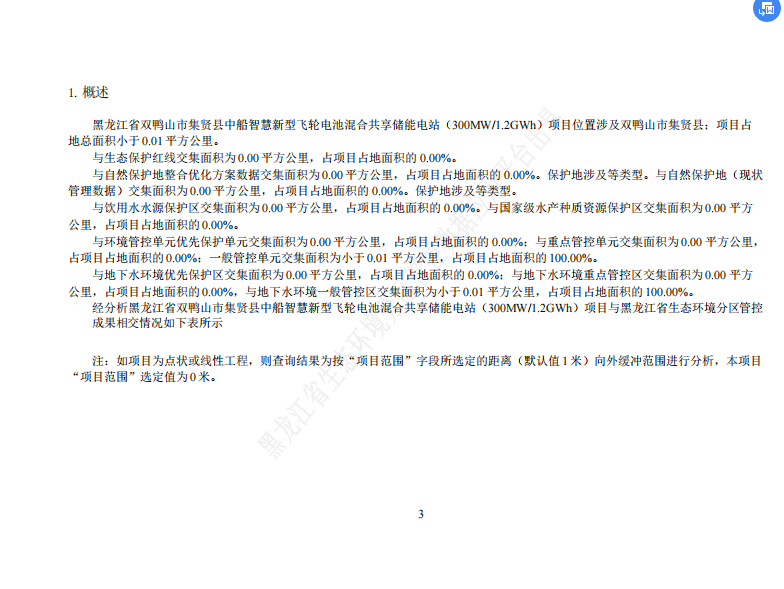 1. 概述
黑龙江省双鸭山市集贤县中船智慧新型飞轮电池混合共享储能电站（300MW/1.2GWh）项目位置涉及双鸭山市集贤县；项目占
地总面积小于 0.01 平方公里。
与生态保护红线交集面积为 0.00 平方公里，占项目占地面积的 0.00%。
与自然保护地整合优化方案数据交集面积为 0.00 平方公里，占项目占地面积的 0.00%。保护地涉及等类型。与自然保护地（现状
管理数据）交集面积为 0.00 平方公里，占项目占地面积的 0.00%。保护地涉及等类型。
与饮用水水源保护区交集面积为 0.00 平方公里，占项目占地面积的 0.00%。与国家级水产种质资源保护区交集面积为 0.00 平方
公里，占项目占地面积的 0.00%。
与环境管控单元优先保护单元交集面积为 0.00 平方公里，占项目占地面积的 0.00%；与重点管控单元交集面积为 0.00 平方公里，
占项目占地面积的 0.00%；一般管控单元交集面积为小于 0.01 平方公里，占项目占地面积的 100.00%。
与地下水环境优先保护区交集面积为 0.00 平方公里，占项目占地面积的 0.00%；与地下水环境重点管控区交集面积为 0.00 平方
公里，占项目占地面积的 0.00%，与地下水环境一般管控区交集面积为小于 0.01 平方公里，占项目占地面积的 100.00%。
经分析黑龙江省双鸭山市集贤县中船智慧新型飞轮电池混合共享储能电站（300MW/1.2GWh）项目与黑龙江省生态环境分区管控
成果相交情况如下表所示
注：如项目为点状或线性工程，则查询结果为按“项目范围”字段所选定的距离（默认值 1 米）向外缓冲范围进行分析，本项目
“项目范围”选定值为 0 米。
黑龙江省生态环境
平台出具
3